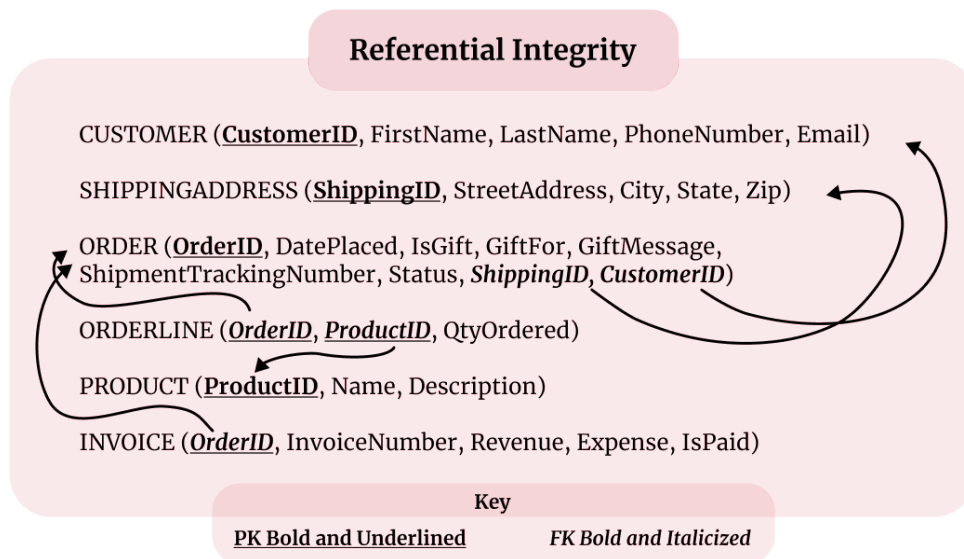 Referential Integrity
CUSTOMER (CustomerID, FirstName, LastName, PhoneNumber, Email)
SHIPPINGADDRESS (ShippingID, StreetAddress, City, State, Zip)
ORDER (OrderID, DatePlaced, IsGift, GiftFor, GiftMessage,
ShipmentTrackingNumber, Status, ShippingID, CustomerID)
ORDERLINE (OrderID, ProductID, QtyOrdered)
PRODUCT (ProductID, Name, Description)
INVOICE (OrderID, InvoiceNumber, Revenue, Expense, IsPaid)
Key
PK Bold and Underlined FK Bold and Italicized